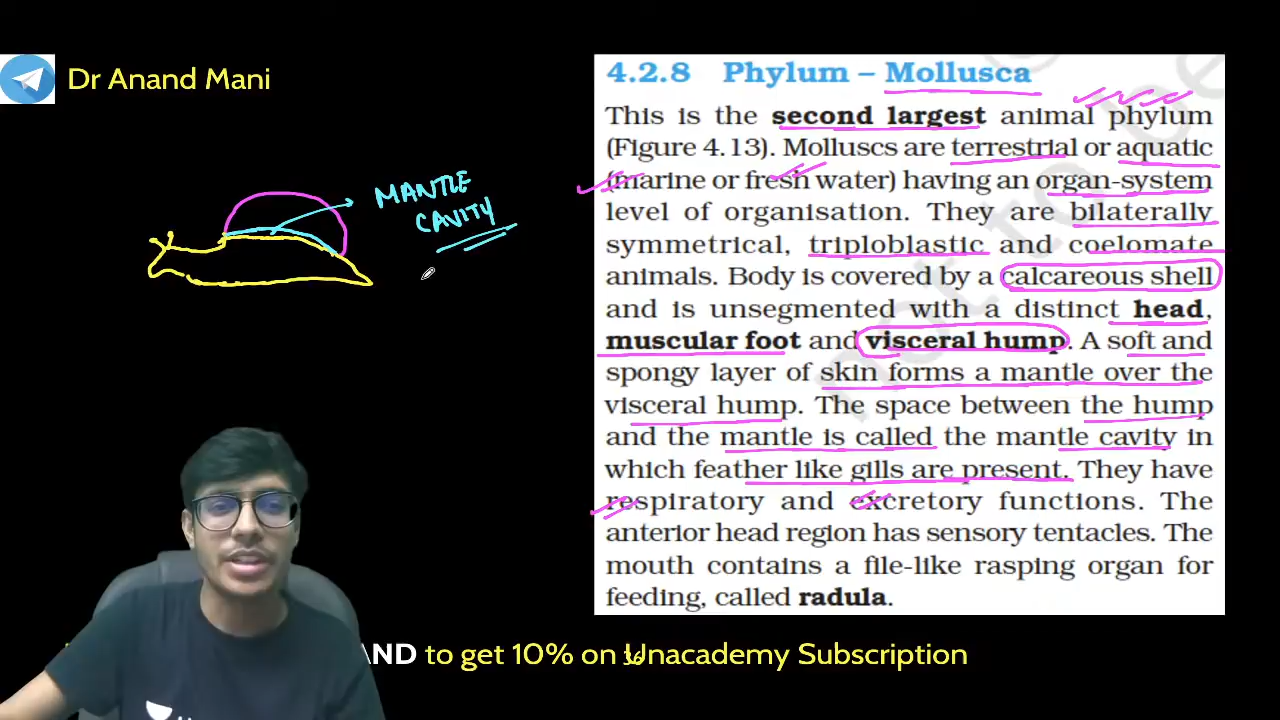 Dr Anand Mani
MANTLE
CAVITY
4.2.8 Phylum – Mollusca
This is the second largest animal phylum
(Figure 4.13). Molluscs are terrestrial or aquatic
(marine or fresh water) having an organ-system
level of organisation. They are bilaterally
symmetrical, triploblastic and coelomate
animals. Body is covered by a calcareous shell
and is unsegmented with a distinct head,
muscular foot and visceral hump. A soft and
spongy layer of skin forms a mantle over the
visceral hump. The space between the hump
and the mantle is called the mantle cavity in
which feather like gills are present. They have
respiratory and excretory functions. The
anterior head region has sensory tentacles. The
mouth contains a file-like rasping organ for
feeding, called radula.
AND to get 10% on Unacademy Subscription
36